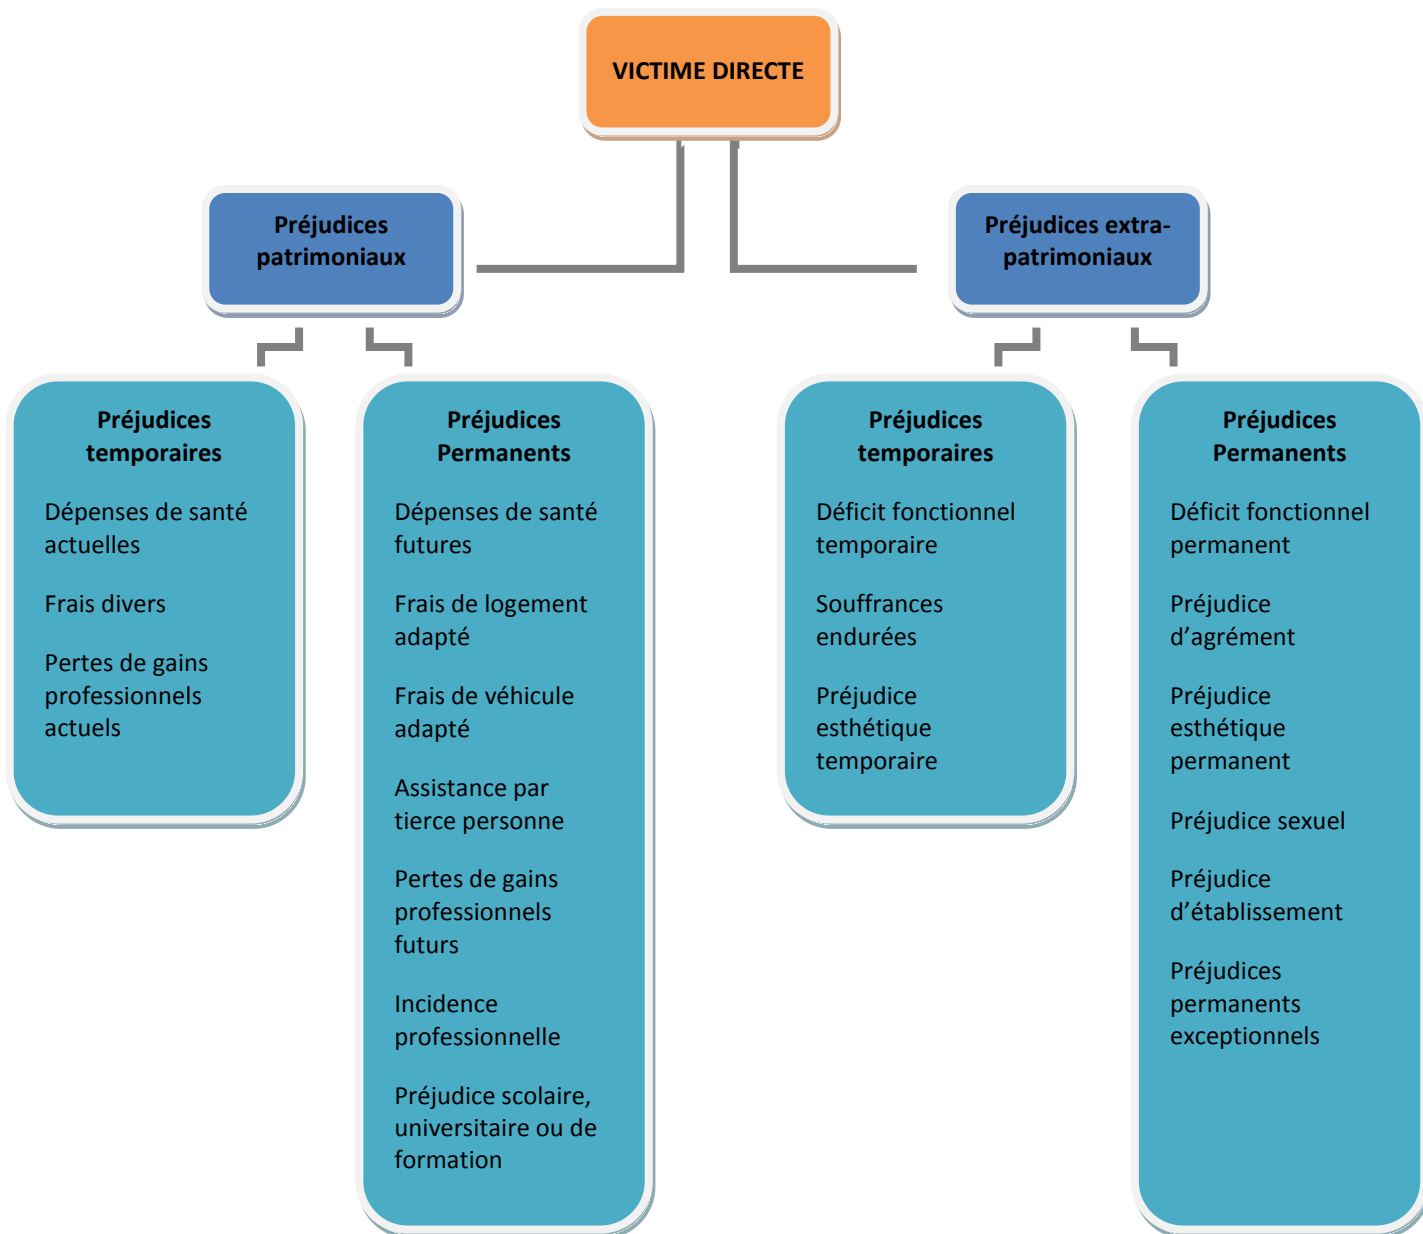 VICTIME DIRECTE
Préjudices
patrimoniaux
Préjudices extra-
patrimoniaux
Préjudices
temporaires
Dépenses de santé
actuelles
Frais divers
Pertes de gains
professionnels
actuels
Préjudices
Permanents
Dépenses de santé
futures
Frais de logement
adapté
Frais de véhicule
adapté
Assistance par
tierce personne
Pertes de gains
professionnels
futurs
Incidence
professionnelle
Préjudice scolaire,
universitaire ou de
formation
Préjudices
temporaires
Déficit fonctionnel
temporaire
Souffrances
endurées
Préjudice
esthétique
temporaire
Préjudices
Permanents
Déficit fonctionnel
permanent
Préjudice
d’agrément
Préjudice
esthétique
permanent
Préjudice sexuel
Préjudice
d’établissement
Préjudices
permanents
exceptionnels